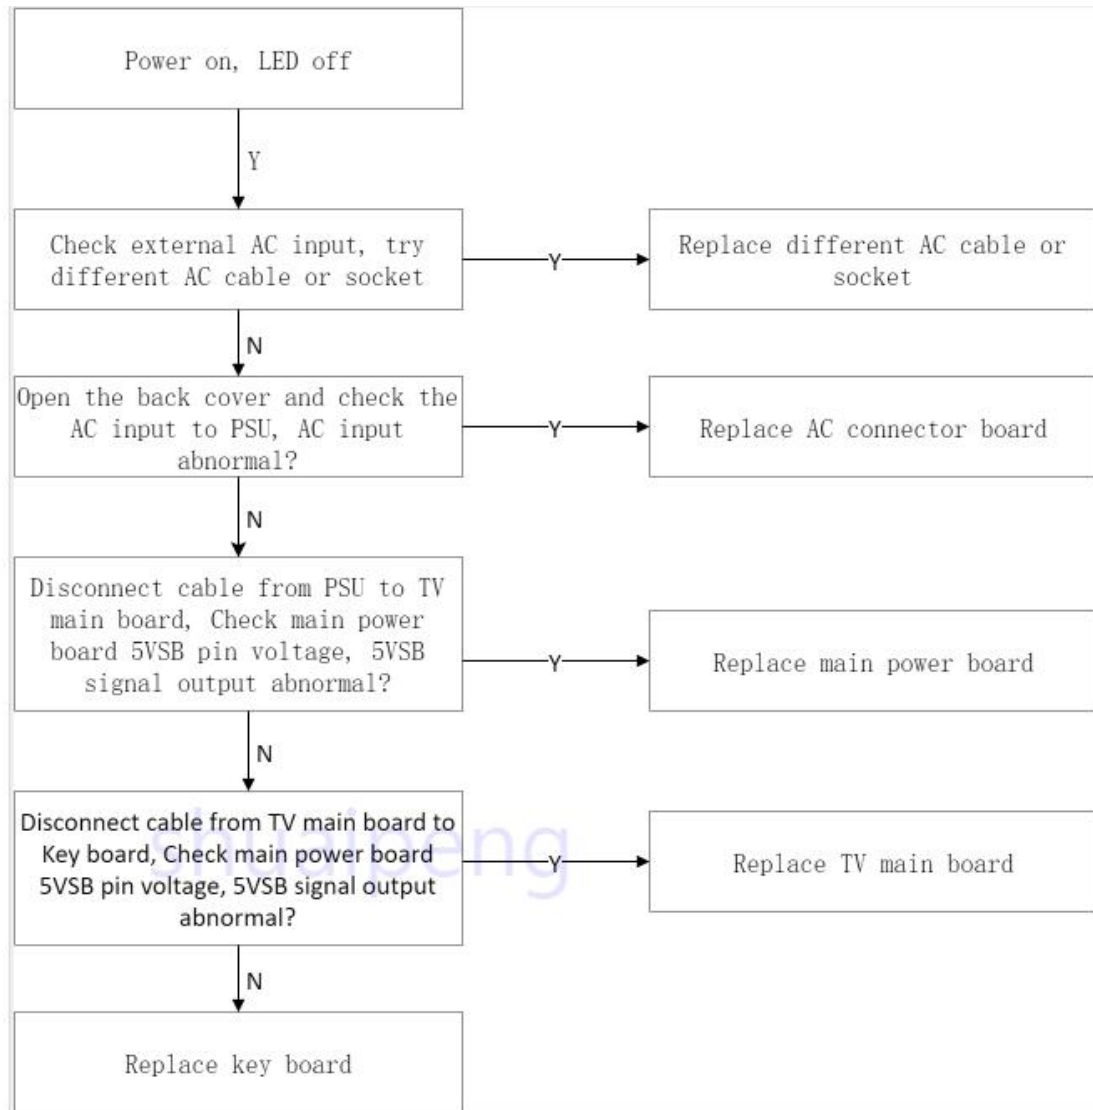 Power on, LED off
Y
Check external AC input, try
different AC cable or socket
Y
Replace different AC cable or
socket
N
Open the back cover and check the
AC input to PSU, AC input
abnormal?
Y
Replace AC connector board
N
Disconnect cable from PSU to TV
main board, Check main power
board 5VSB pin voltage, 5VSB
signal output abnormal?
Y
Replace main power board
N
Disconnect cable from TV main board to
Key board, Check main power board
5VSB pin voltage, 5VSB signal output
abnormal?
shuaipeng
Y
Replace TV main board
N
Replace key board